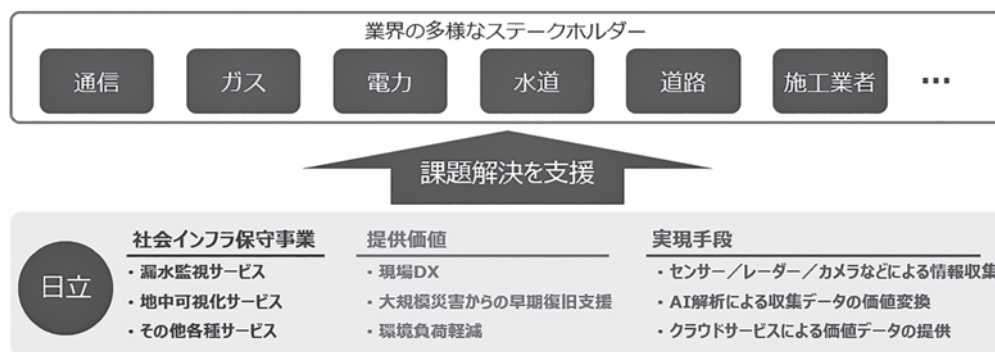 業界の多様なステークホルダー
通信 ガス 電力 水道 道路 施工業者 …
課題解決を支援
日立
社会インフラ保守事業
・漏水監視サービス
・地中可視化サービス
・その他各種サービス
提供価値
・現場DX
・大規模災害からの早期復旧支援
・環境負荷軽減
実現手段
・センサー／レーダー／カメラなどによる情報収集
・AI解析による収集データの価値変換
・クラウドサービスによる価値データの提供